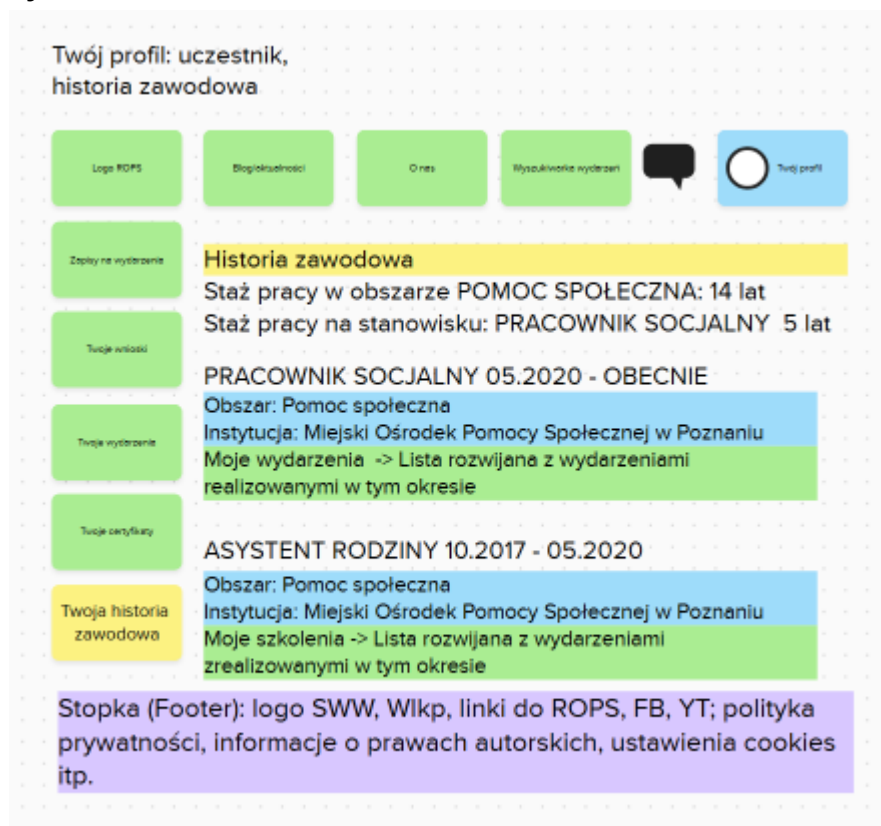 Twój profil: uczestnik,
historia zawodowa
Logo ROPS
Blog/aktualności
O nas
Wyszukiwarka wydarzeń
Twój profil
Zapisy na wydarzenie
Twoje wnioski
Twoje wydarzenie
Twoje certyfikaty
Twoja historia
zawodowa
Historia zawodowa
Staż pracy w obszarze POMOC SPOŁECZNA: 14 lat
Staż pracy na stanowisku: PRACOWNIK SOCJALNY 5 lat
PRACOWNIK SOCJALNY 05.2020 - OBECNIE
Obszar: Pomoc społeczna
Instytucja: Miejski Ośrodek Pomocy Społecznej w Poznaniu
Moje wydarzenia -> Lista rozwijana z wydarzeniami
realizowanymi w tym okresie
ASYSTENT RODZINY 10.2017 - 05.2020
Obszar: Pomoc społeczna
Instytucja: Miejski Ośrodek Pomocy Społecznej w Poznaniu
Moje szkolenia -> Lista rozwijana z wydarzeniami
zrealizowanymi w tym okresie
Stopka (Footer): logo SWW, Wlkp, linki do ROPS, FB, YT; polityka
prywatności, informacje o prawach autorskich, ustawienia cookies
itp.